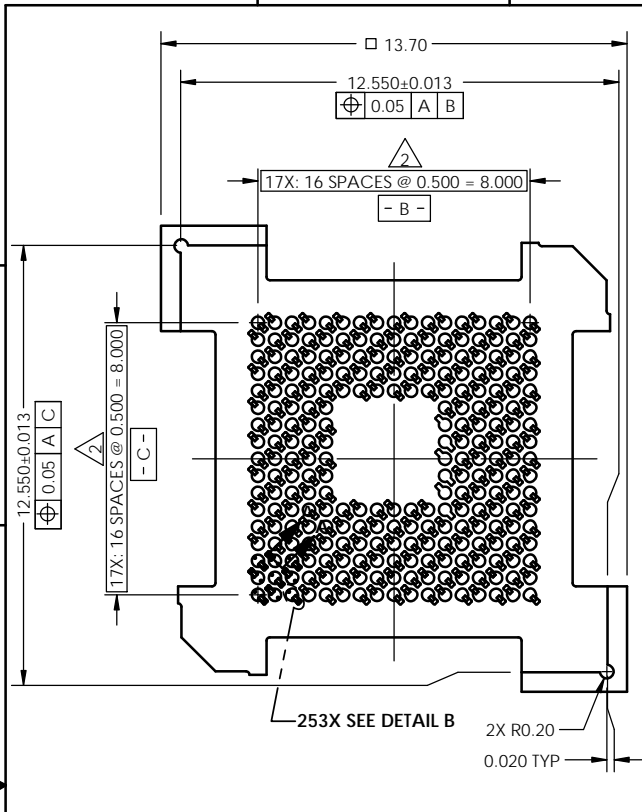 □ 13.70
12.550±0.013
⌖ 0.05 A B
2
17X: 16 SPACES @ 0.500 = 8.000
- B -
12.550±0.013
⌖ 0.05 A C
2
17X: 16 SPACES @ 0.500 = 8.000
- C -
253X SEE DETAIL B
2X R0.20
0.020 TYP